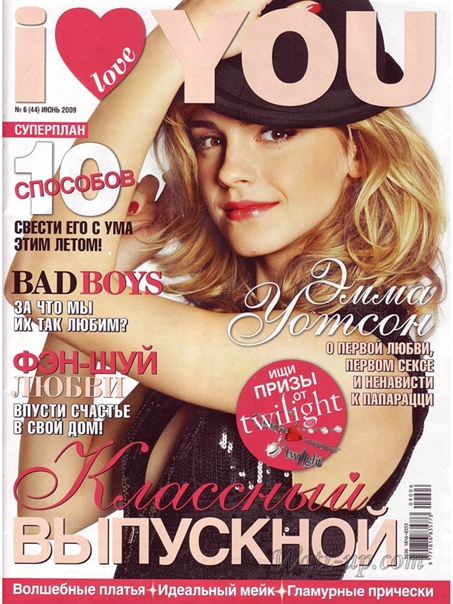 i love YOU
№ 6 (44) ИЮНЬ 2009
СУПЕРПЛАН
10
СПОСОБОВ
СВЕСТИ ЕГО С УМА
ЭТИМ ЛЕТОМ!
BAD BOYS
ЗА ЧТО МЫ
ИХ ТАК ЛЮБИМ?
ФЭН-ШУЙ
ЛЮБВИ
ВПУСТИ СЧАСТЬЕ
В СВОЙ ДОМ!
Эмма
Уотсон
О ПЕРВОЙ ЛЮБВИ,
ПЕРВОМ СЕКСЕ
И НЕНАВИСТИ
К ПАПАРАЦЦИ
ИЩИ
ПРИЗЫ
ОТ
twilight
twilight
Классный
ВЫПУСКНОЙ
09006
Волшебные платья •Идеальный мейк •Гламурные прически